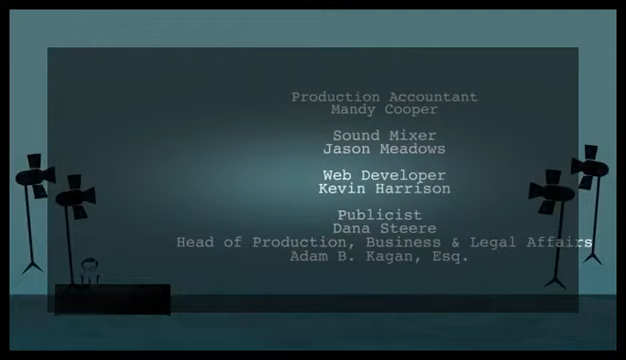 Production Accountant
Mandy Cooper
Sound Mixer
Jason Meadows
Web Developer
Kevin Harrison
Publicist
Dana Steere
Head of Production, Business & Legal Affairs
Adam B. Kagan, Esq.